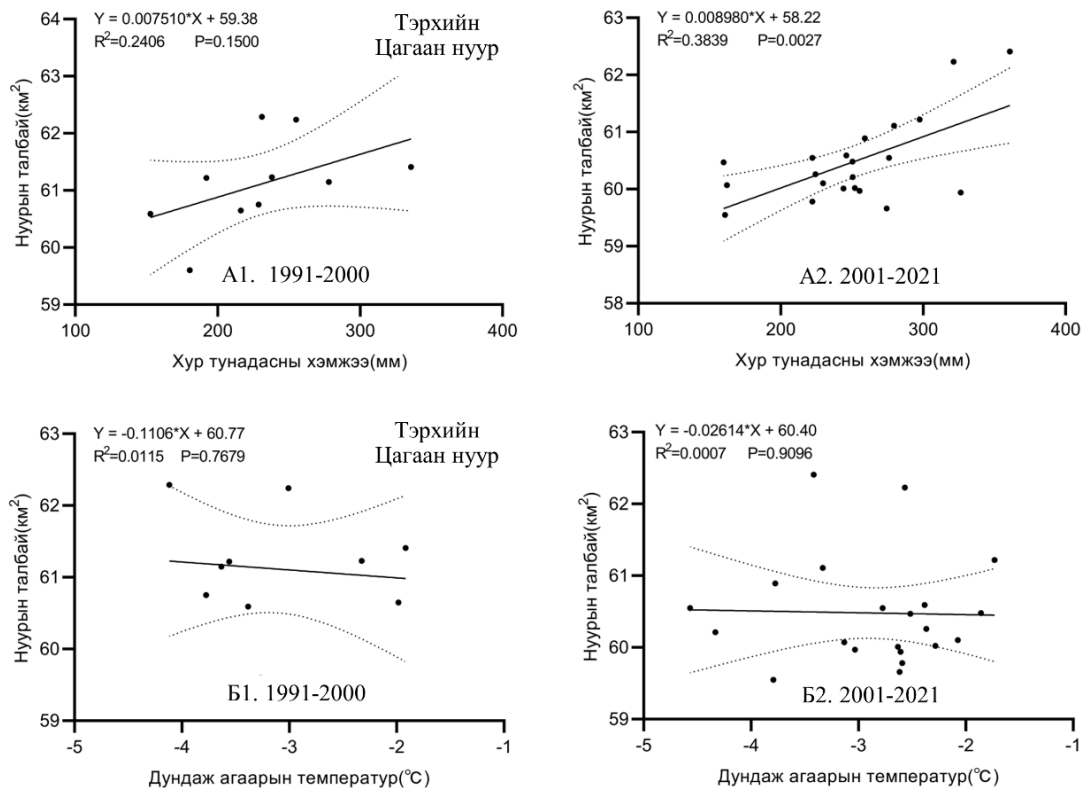 Y = 0.007510*X + 59.38
R²=0.2406 P=0.1500
Тэрхийн
Цагаан нуур
64
63
62
61
60
59
Нуурын талбай(км²)
А1. 1991-2000
100 200 300 400
Хур тунадасны хэмжээ(мм)
Y = 0.008980*X + 58.22
R²=0.3839 P=0.0027
63
62
61
60
59
58
Нуурын талбай(км²)
А2. 2001-2021
100 200 300 400
Хур тунадасны хэмжээ(мм)
Y = -0.1106*X + 60.77
R²=0.0115 P=0.7679
Тэрхийн
Цагаан нуур
63
62
61
60
59
Нуурын талбай(км²)
Б1. 1991-2000
-5 -4 -3 -2 -1
Дундаж агаарын температур(℃)
Y = -0.02614*X + 60.40
R²=0.0007 P=0.9096
63
62
61
60
59
Нуурын талбай(км²)
Б2. 2001-2021
-5 -4 -3 -2 -1
Дундаж агаарын температур(℃)